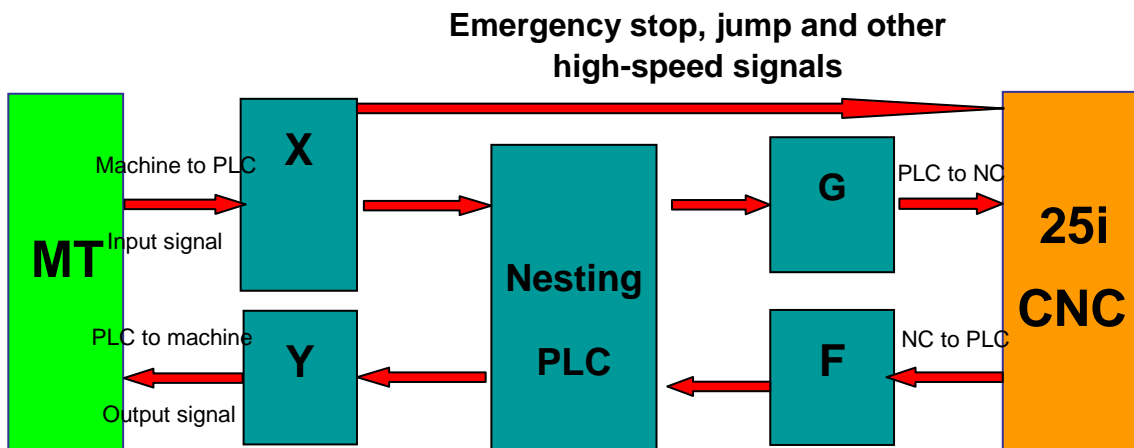 Emergency stop, jump and other
high-speed signals
X
Machine to PLC
G
PLC to NC
Input signal
MT
25i
Nesting
CNC
PLC to machine
Y
PLC
F
NC to PLC
Output signal